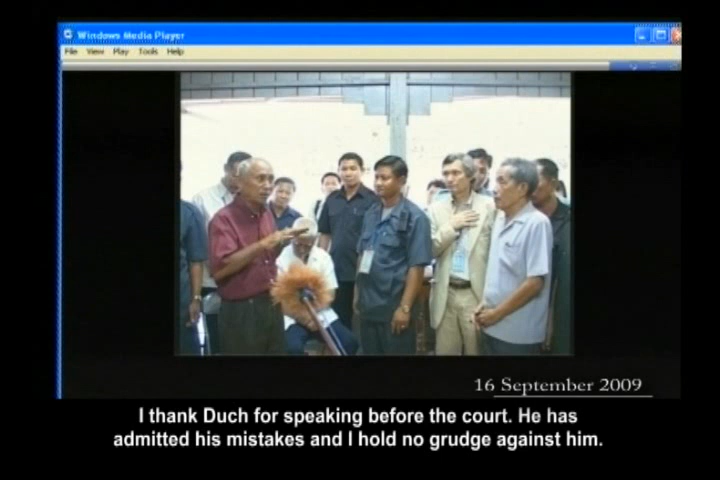 Windows Media Player
File View Play Tools Help
16 September 2009
I thank Duch for speaking before the court. He has
admitted his mistakes and I hold no grudge against him.